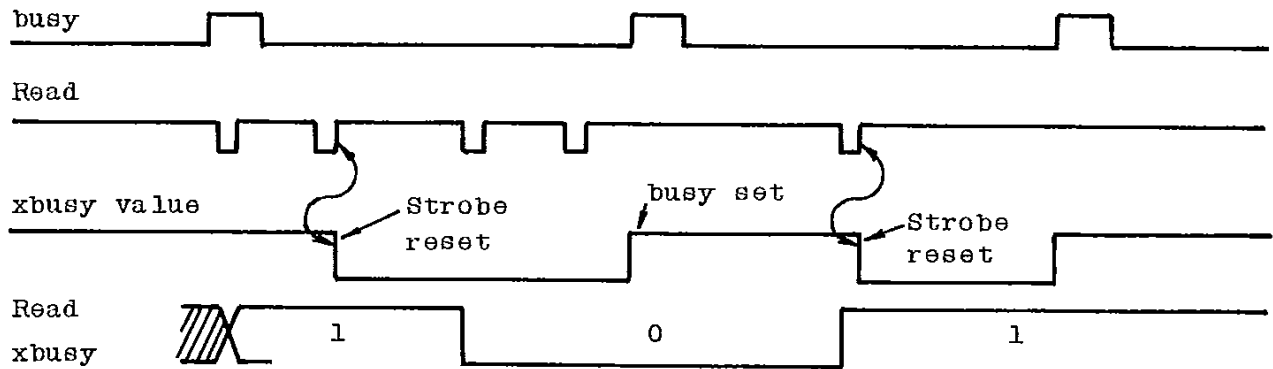 busy
Read
xbusy value
Strobe
reset
busy set
Strobe
reset
Read
xbusy
1
0
1